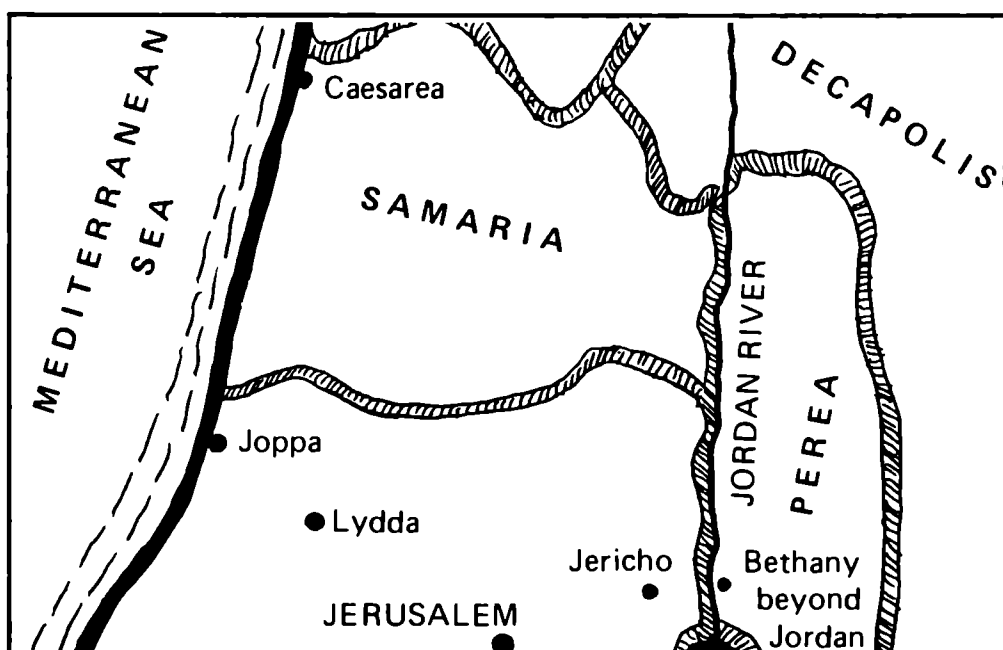 MEDITERRANEAN
SEA
Caesarea
DECAPOLIS
SAMARIA
JORDAN RIVER
PEREA
Joppa
Lydda
Jericho
Bethany
beyond
Jordan
JERUSALEM